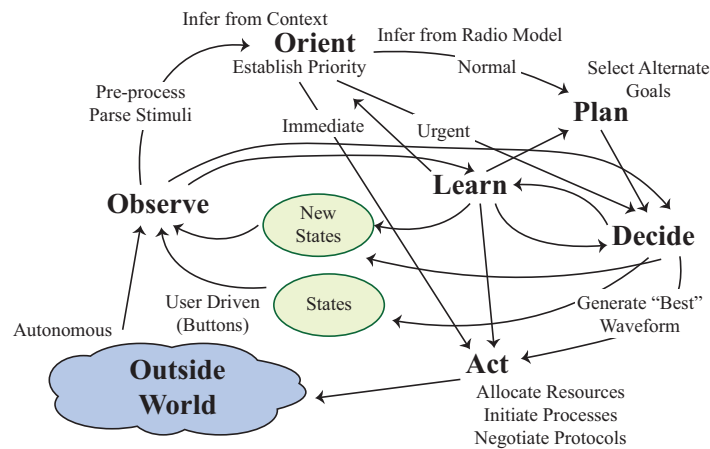 Infer from Context
Orient
Establish Priority
Infer from Radio Model
Normal
Select Alternate
Goals
Plan
Pre-process
Parse Stimuli
Immediate
Urgent
Learn
Observe
New
States
Decide
States
User Driven
(Buttons)
Generate “Best”
Waveform
Autonomous
Outside
World
Act
Allocate Resources
Initiate Processes
Negotiate Protocols